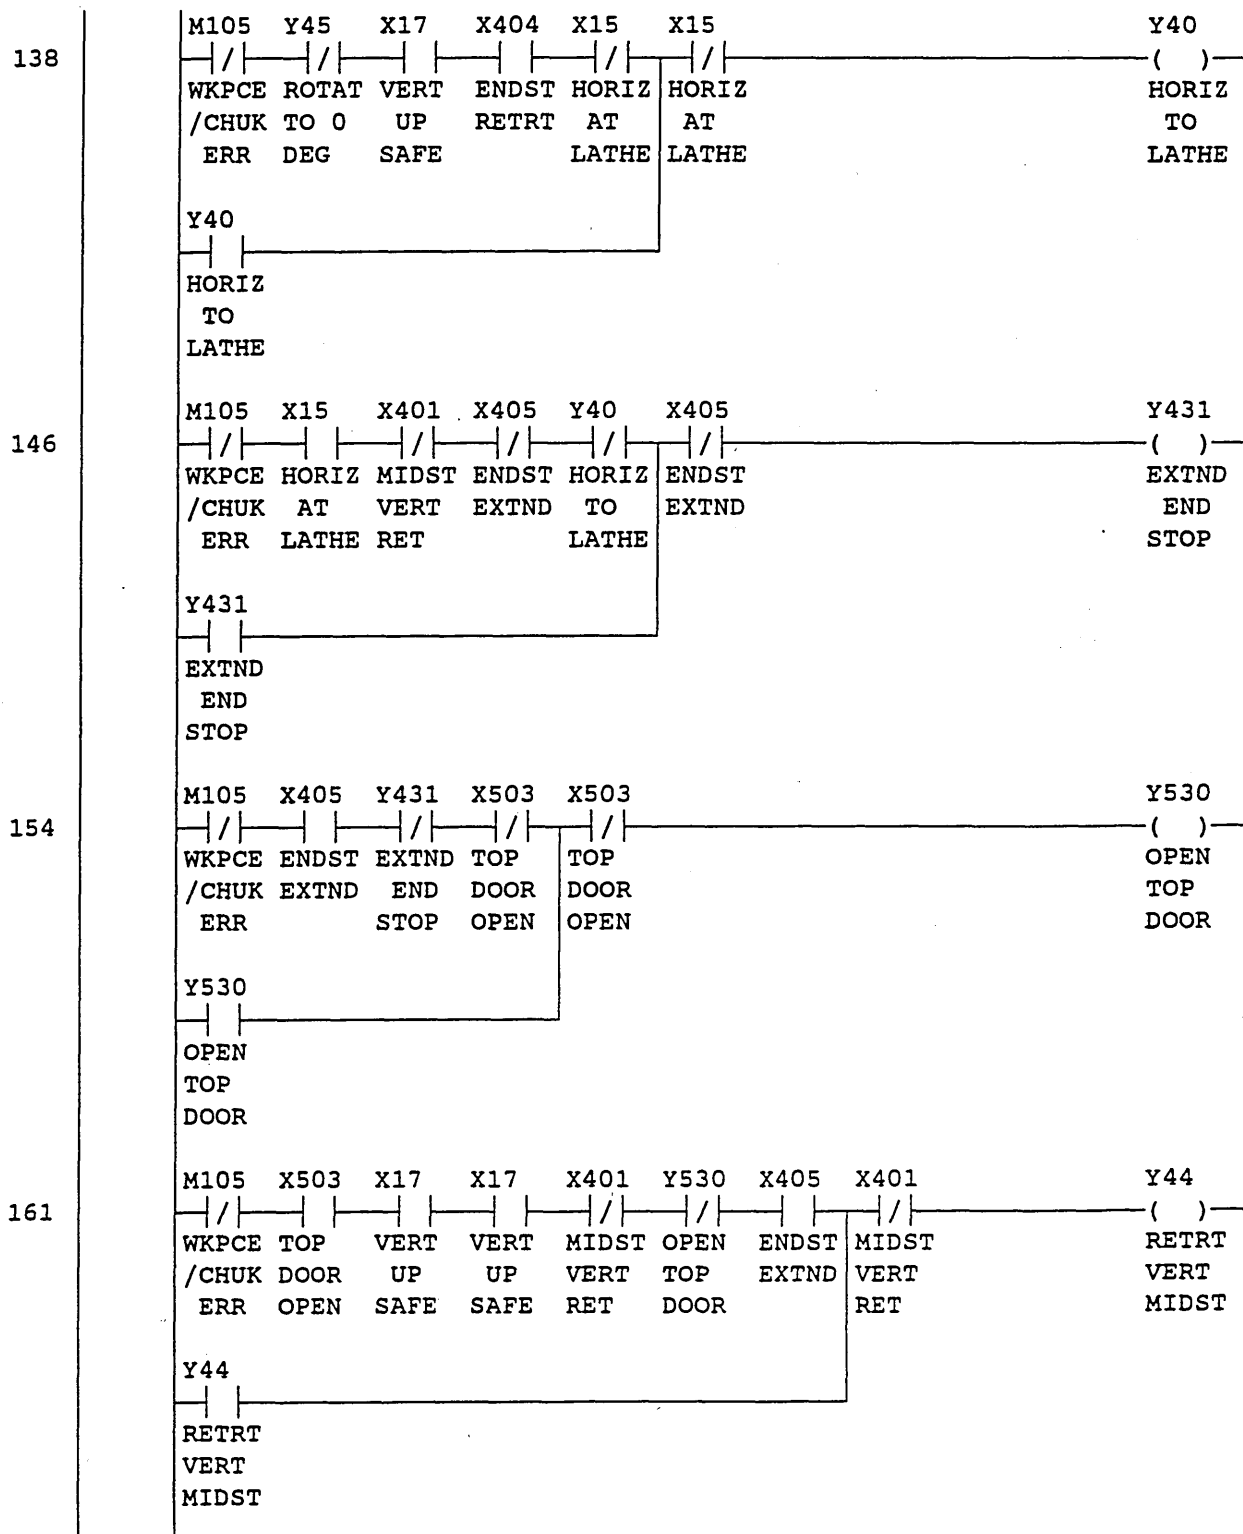 M105 Y45 X17 X404 X15 X15 Y40
138
WKPCE ROTAT VERT ENDST HORIZ HORIZ HORIZ
/CHUK TO 0 UP RETRT AT AT TO
ERR DEG SAFE LATHE LATHE LATHE
Y40
HORIZ
TO
LATHE
M105 X15 X401 X405 Y40 X405 Y431
146
WKPCE HORIZ MIDST ENDST HORIZ ENDST EXTND
/CHUK AT VERT EXTND TO EXTND END
ERR LATHE RET LATHE STOP
Y431
EXTND
END
STOP
M105 X405 Y431 X503 X503 Y530
154
WKPCE ENDST EXTND TOP TOP OPEN
/CHUK EXTND END DOOR DOOR TOP
ERR STOP OPEN OPEN DOOR
Y530
OPEN
TOP
DOOR
M105 X503 X17 X17 X401 Y530 X405 X401 Y44
161
WKPCE TOP VERT VERT MIDST OPEN ENDST MIDST RETRT
/CHUK DOOR UP UP VERT TOP EXTND VERT VERT
ERR OPEN SAFE SAFE RET DOOR RET MIDST
Y44
RETRT
VERT
MIDST